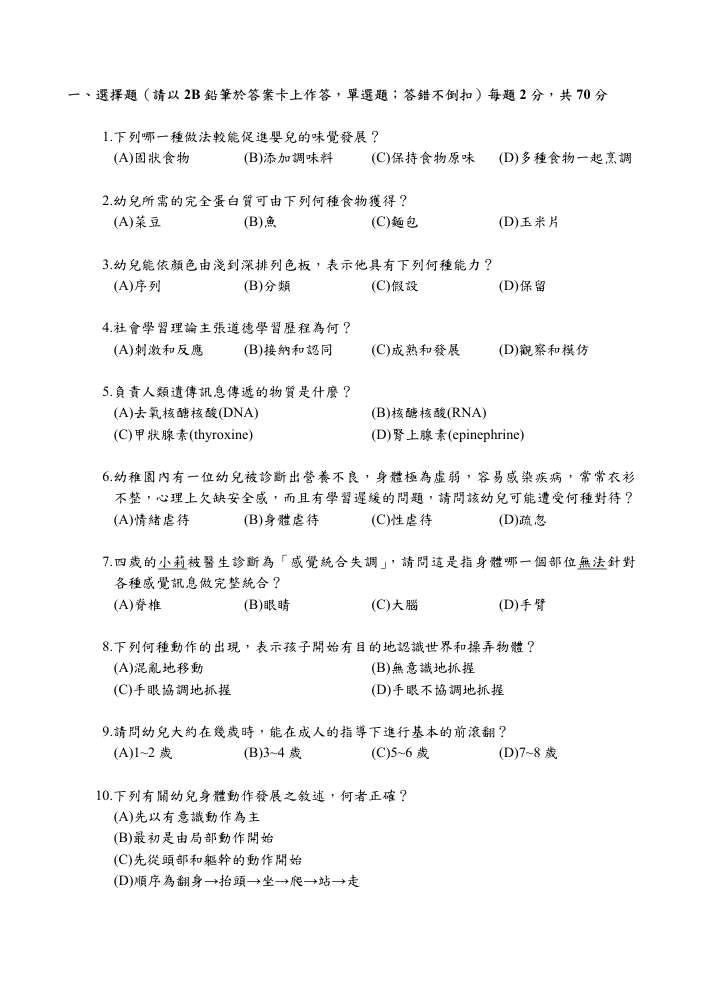 一、選擇題（請以 2B 鉛筆於答案卡上作答，單選題；答錯不倒扣）每題 2 分，共 70 分
1.下列哪一種做法較能促進嬰兒的味覺發展？
(A)固狀食物 (B)添加調味料 (C)保持食物原味 (D)多種食物一起烹調
2.幼兒所需的完全蛋白質可由下列何種食物獲得？
(A)菜豆 (B)魚 (C)麵包 (D)玉米片
3.幼兒能依顏色由淺到深排列色板，表示他具有下列何種能力？
(A)序列 (B)分類 (C)假設 (D)保留
4.社會學習理論主張道德學習歷程為何？
(A)刺激和反應 (B)接納和認同 (C)成熟和發展 (D)觀察和模仿
5.負責人類遺傳訊息傳遞的物質是什麼？
(A)去氧核醣核酸(DNA) (B)核醣核酸(RNA)
(C)甲狀腺素(thyroxine) (D)腎上腺素(epinephrine)
6.幼稚園內有一位幼兒被診斷出營養不良，身體極為虛弱，容易感染疾病，常常衣衫
不整，心理上欠缺安全感，而且有學習遲緩的問題，請問該幼兒可能遭受何種對待？
(A)情緒虐待 (B)身體虐待 (C)性虐待 (D)疏忽
7.四歲的小莉被醫生診斷為「感覺統合失調」，請問這是指身體哪一個部位無法針對
各種感覺訊息做完整統合？
(A)脊椎 (B)眼睛 (C)大腦 (D)手臂
8.下列何種動作的出現，表示孩子開始有目的地認識世界和操弄物體？
(A)混亂地移動 (B)無意識地抓握
(C)手眼協調地抓握 (D)手眼不協調地抓握
9.請問幼兒大約在幾歲時，能在成人的指導下進行基本的前滾翻？
(A)1~2 歲 (B)3~4 歲 (C)5~6 歲 (D)7~8 歲
10.下列有關幼兒身體動作發展之敘述，何者正確？
(A)先以有意識動作為主
(B)最初是由局部動作開始
(C)先從頭部和軀幹的動作開始
(D)順序為翻身→抬頭→坐→爬→站→走